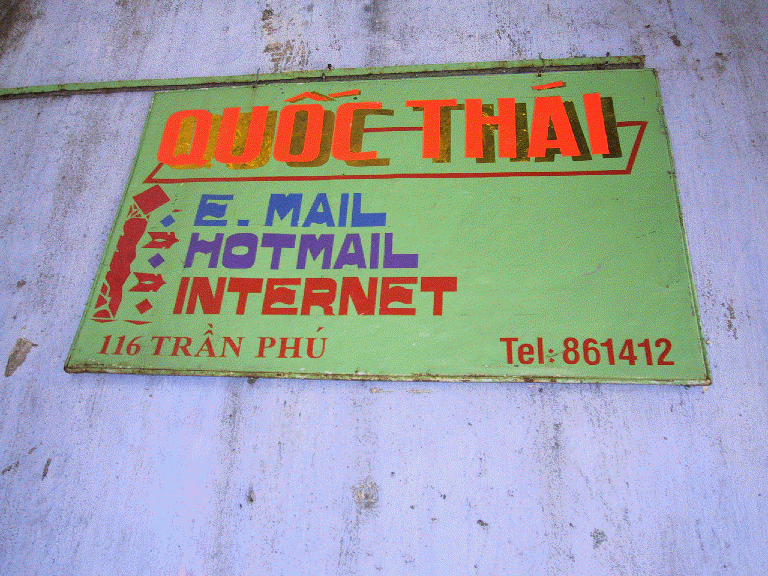 QUỐC THÁI
E. MAIL
HOTMAIL
INTERNET
116 TRẦN PHÚ
Tel: 861412